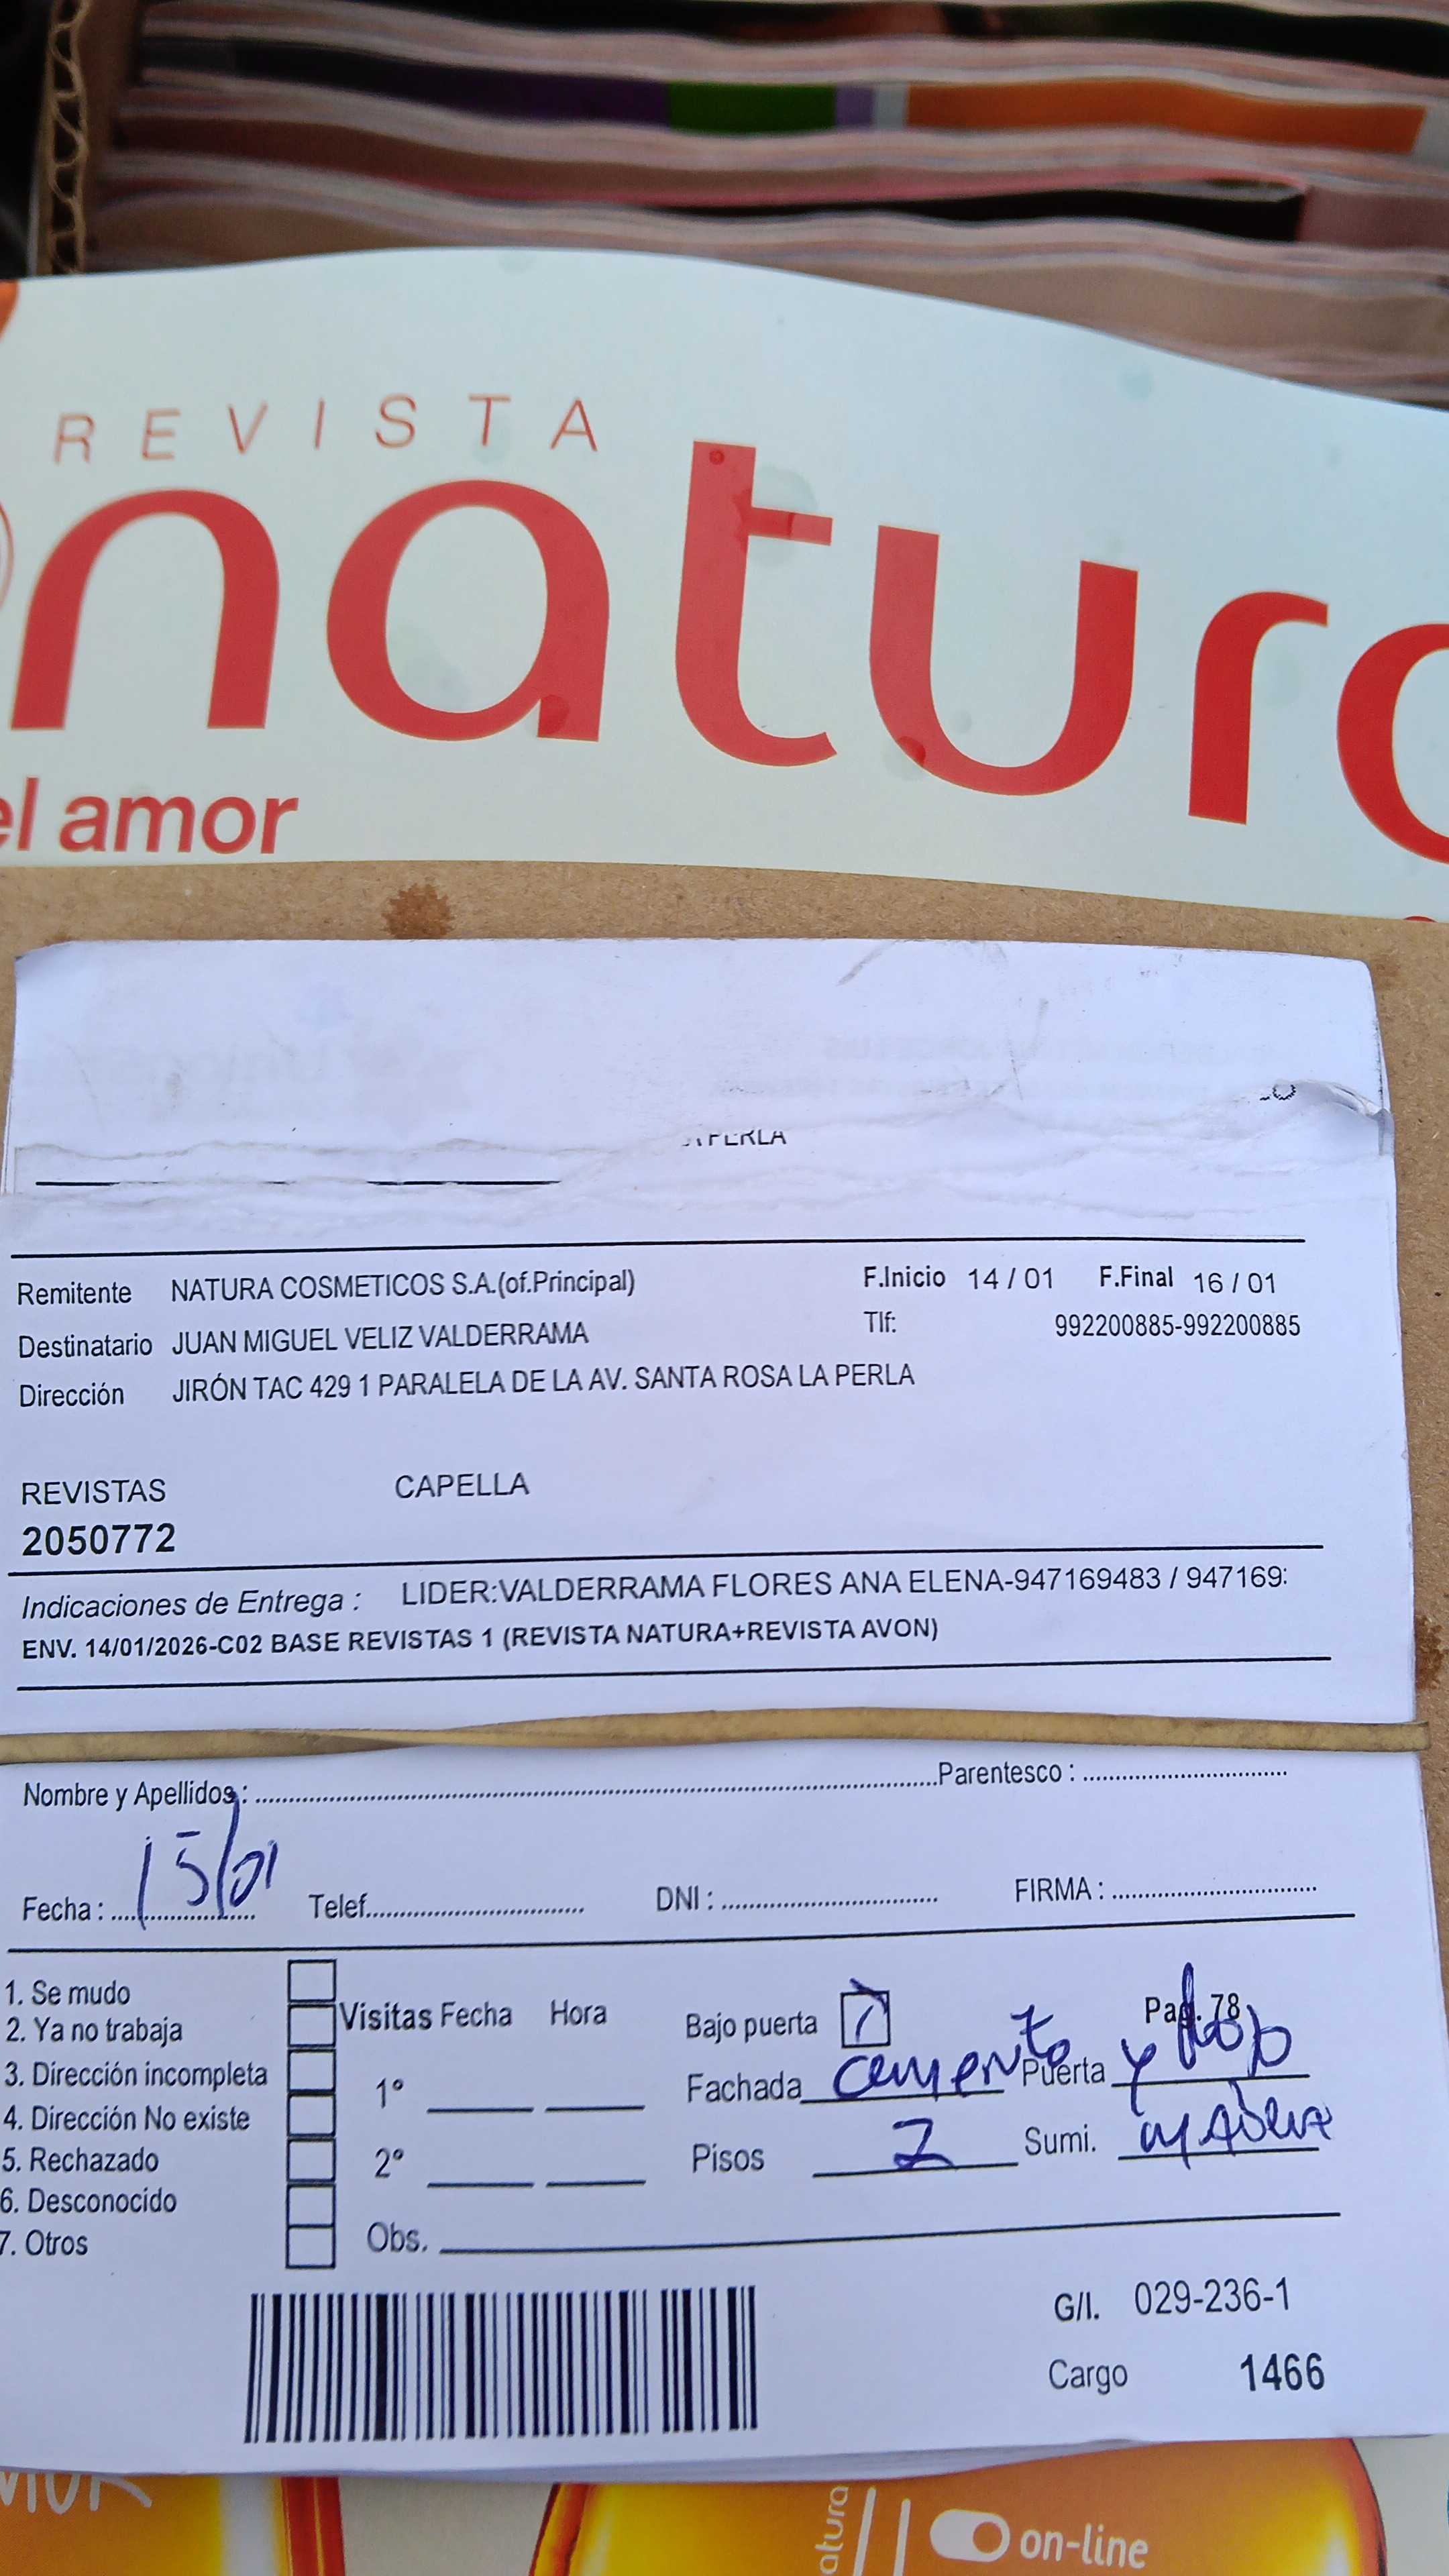 REVISTA
natura
el amor
PERLA
Remitente NATURA COSMETICOS S.A.(of.Principal) F.Inicio 14 / 01 F.Final 16 / 01
Destinatario JUAN MIGUEL VELIZ VALDERRAMA Tlf: 992200885-992200885
Dirección JIRÓN TAC 429 1 PARALELA DE LA AV. SANTA ROSA LA PERLA
REVISTAS CAPELLA
2050772
Indicaciones de Entrega : LIDER:VALDERRAMA FLORES ANA ELENA-947169483 / 947169:
ENV. 14/01/2026-C02 BASE REVISTAS 1 (REVISTA NATURA+REVISTA AVON)
Nombre y Apellidos : Parentesco :
Fecha : 15/01 Telef. DNI : FIRMA :
1. Se mudo
2. Ya no trabaja Visitas Fecha Hora Bajo puerta Pag. 78
3. Dirección incompleta 1° Fachada cemento Puerta y
4. Dirección No existe
5. Rechazado 2° Pisos 2 Sumi. madera
6. Desconocido
7. Otros Obs.
G/I. 029-236-1
Cargo 1466
atura
on-line